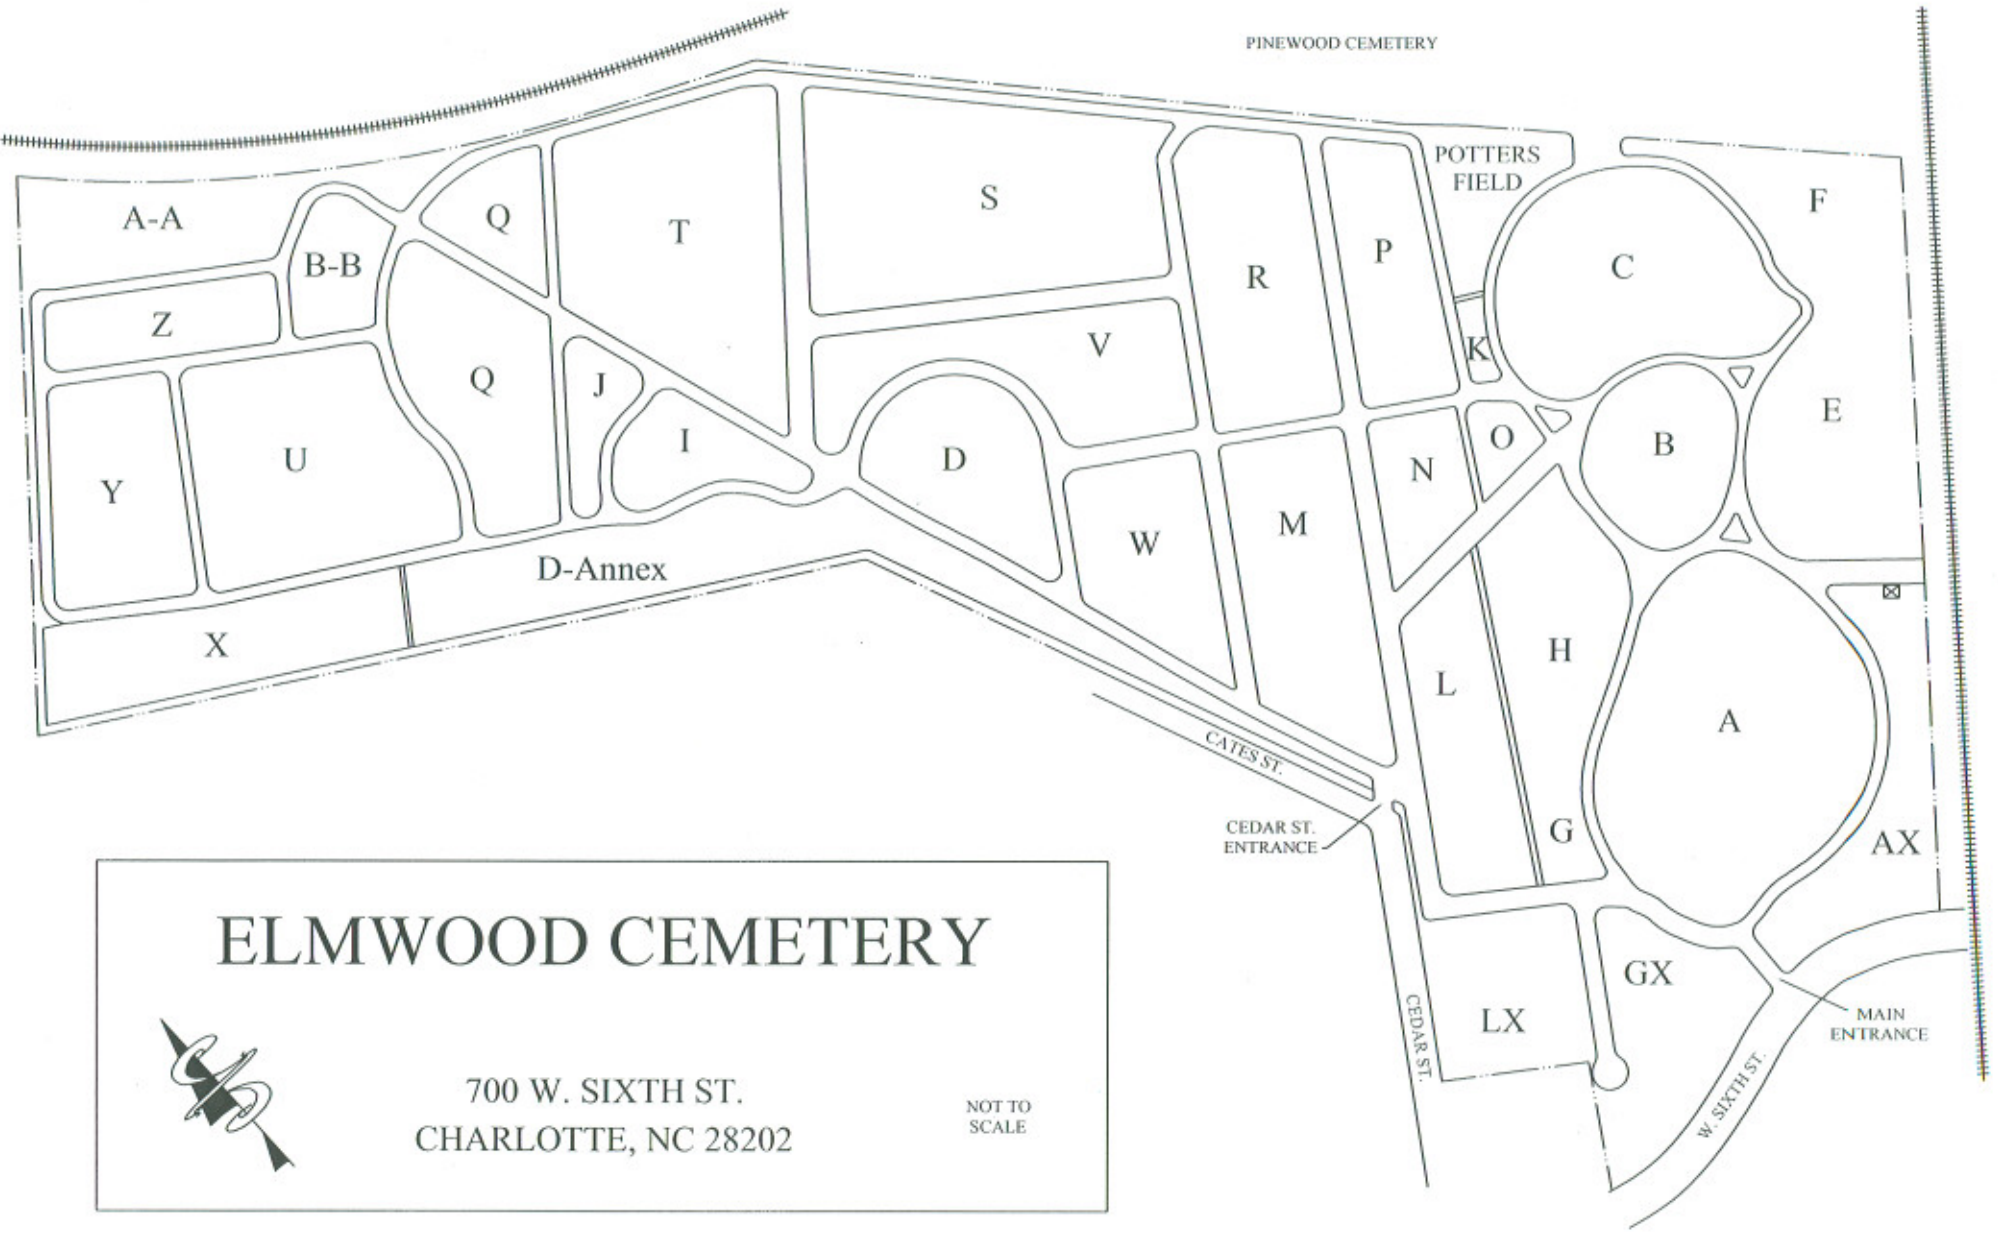 PINEWOOD CEMETERY
POTTERS
FIELD
A-A
B-B
Q
T
S
R
P
C
F
Z
Q
J
V
K
E
Y
U
I
D
W
M
N
O
B
D-Annex
X
L
H
A
G
AX
CATES ST.
CEDAR ST.
ENTRANCE
LX
GX
CEDAR ST.
MAIN
ENTRANCE
W. SIXTH ST.
ELMWOOD CEMETERY
700 W. SIXTH ST.
CHARLOTTE, NC 28202
NOT TO
SCALE